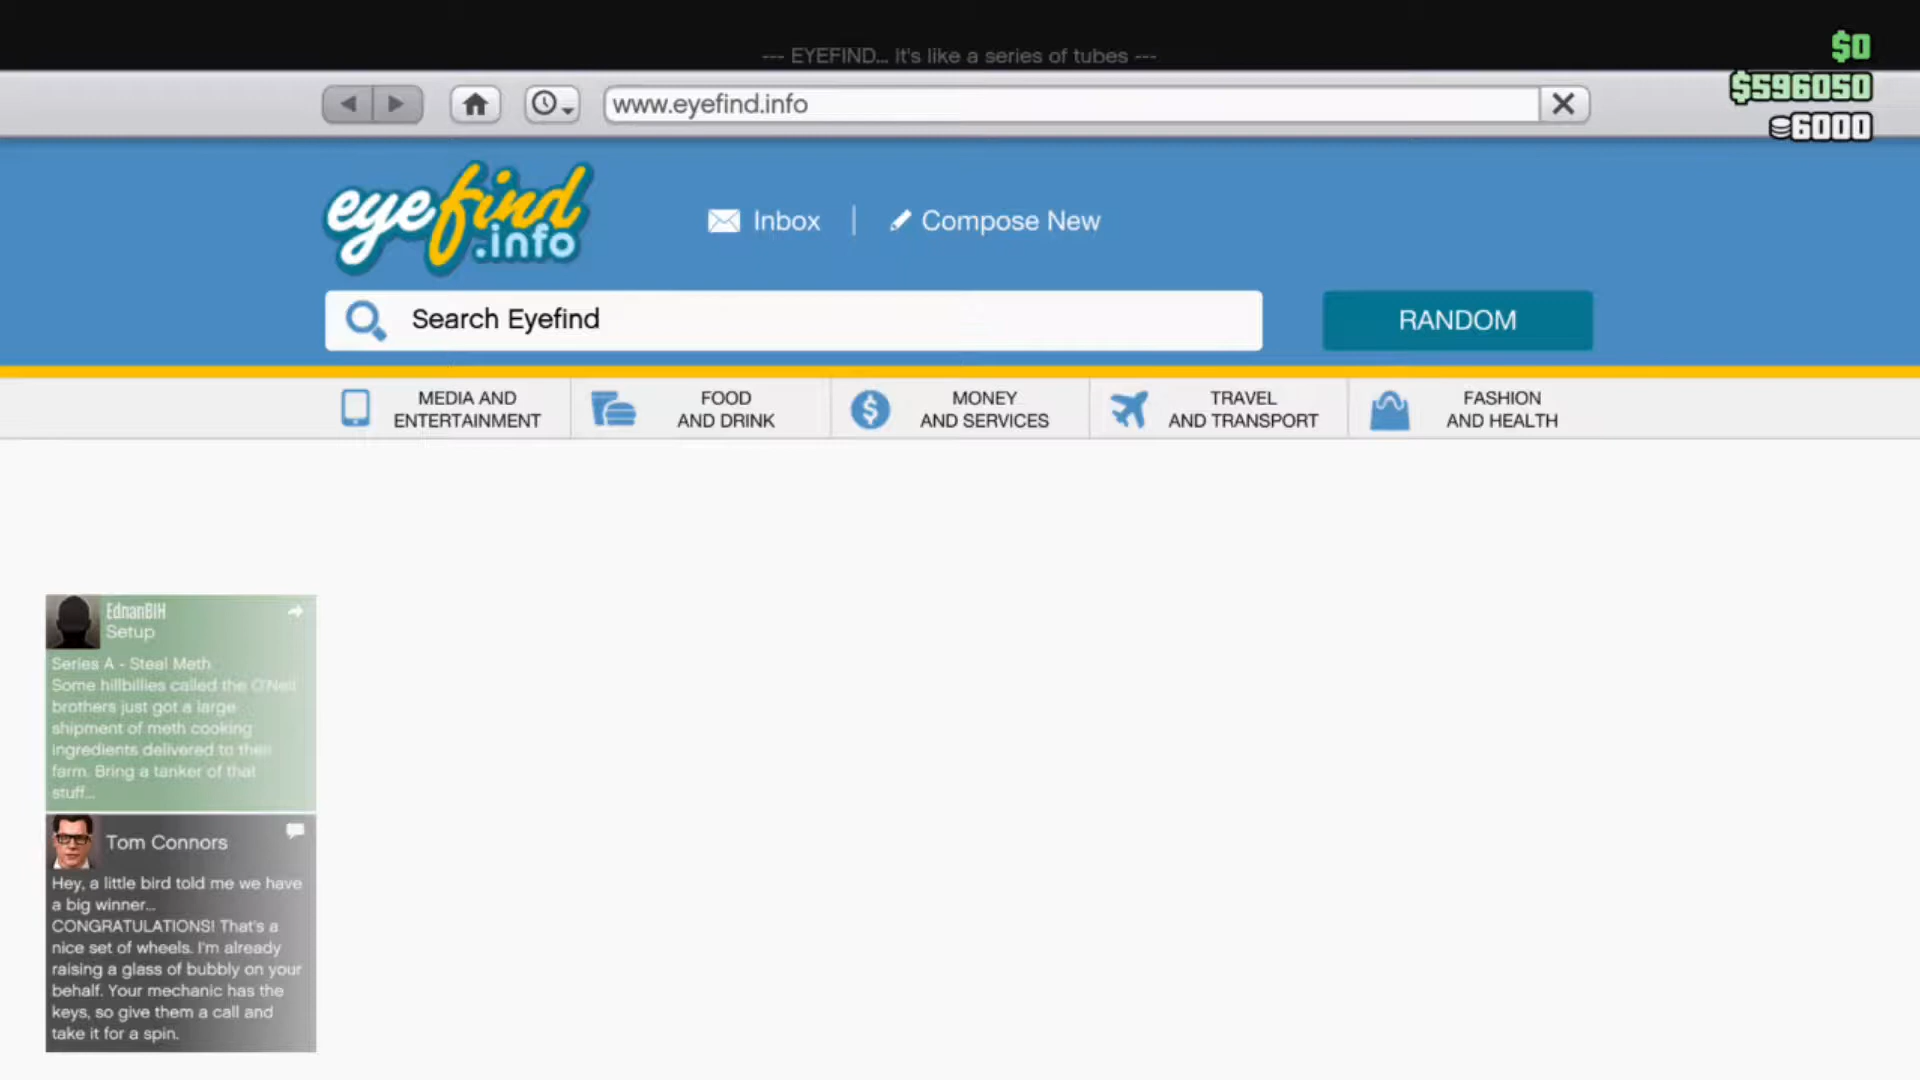 --- EYEFIND... It's like a series of tubes ---
$0
www.eyefind.info
$596050
6000
eyefind
.info
Inbox
Compose New
Search Eyefind
RANDOM
MEDIA AND
ENTERTAINMENT
FOOD
AND DRINK
MONEY
AND SERVICES
TRAVEL
AND TRANSPORT
FASHION
AND HEALTH
EdnanBIH
Setup
Series A - Steal Meth
Some hillbillies called the O'Neil
brothers just got a large
shipment of meth cooking
ingredients delivered to their
farm. Bring a tanker of that
stuff...
Tom Connors
Hey, a little bird told me we have
a big winner...
CONGRATULATIONS! That's a
nice set of wheels. I'm already
raising a glass of bubbly on your
behalf. Your mechanic has the
keys, so give them a call and
take it for a spin.